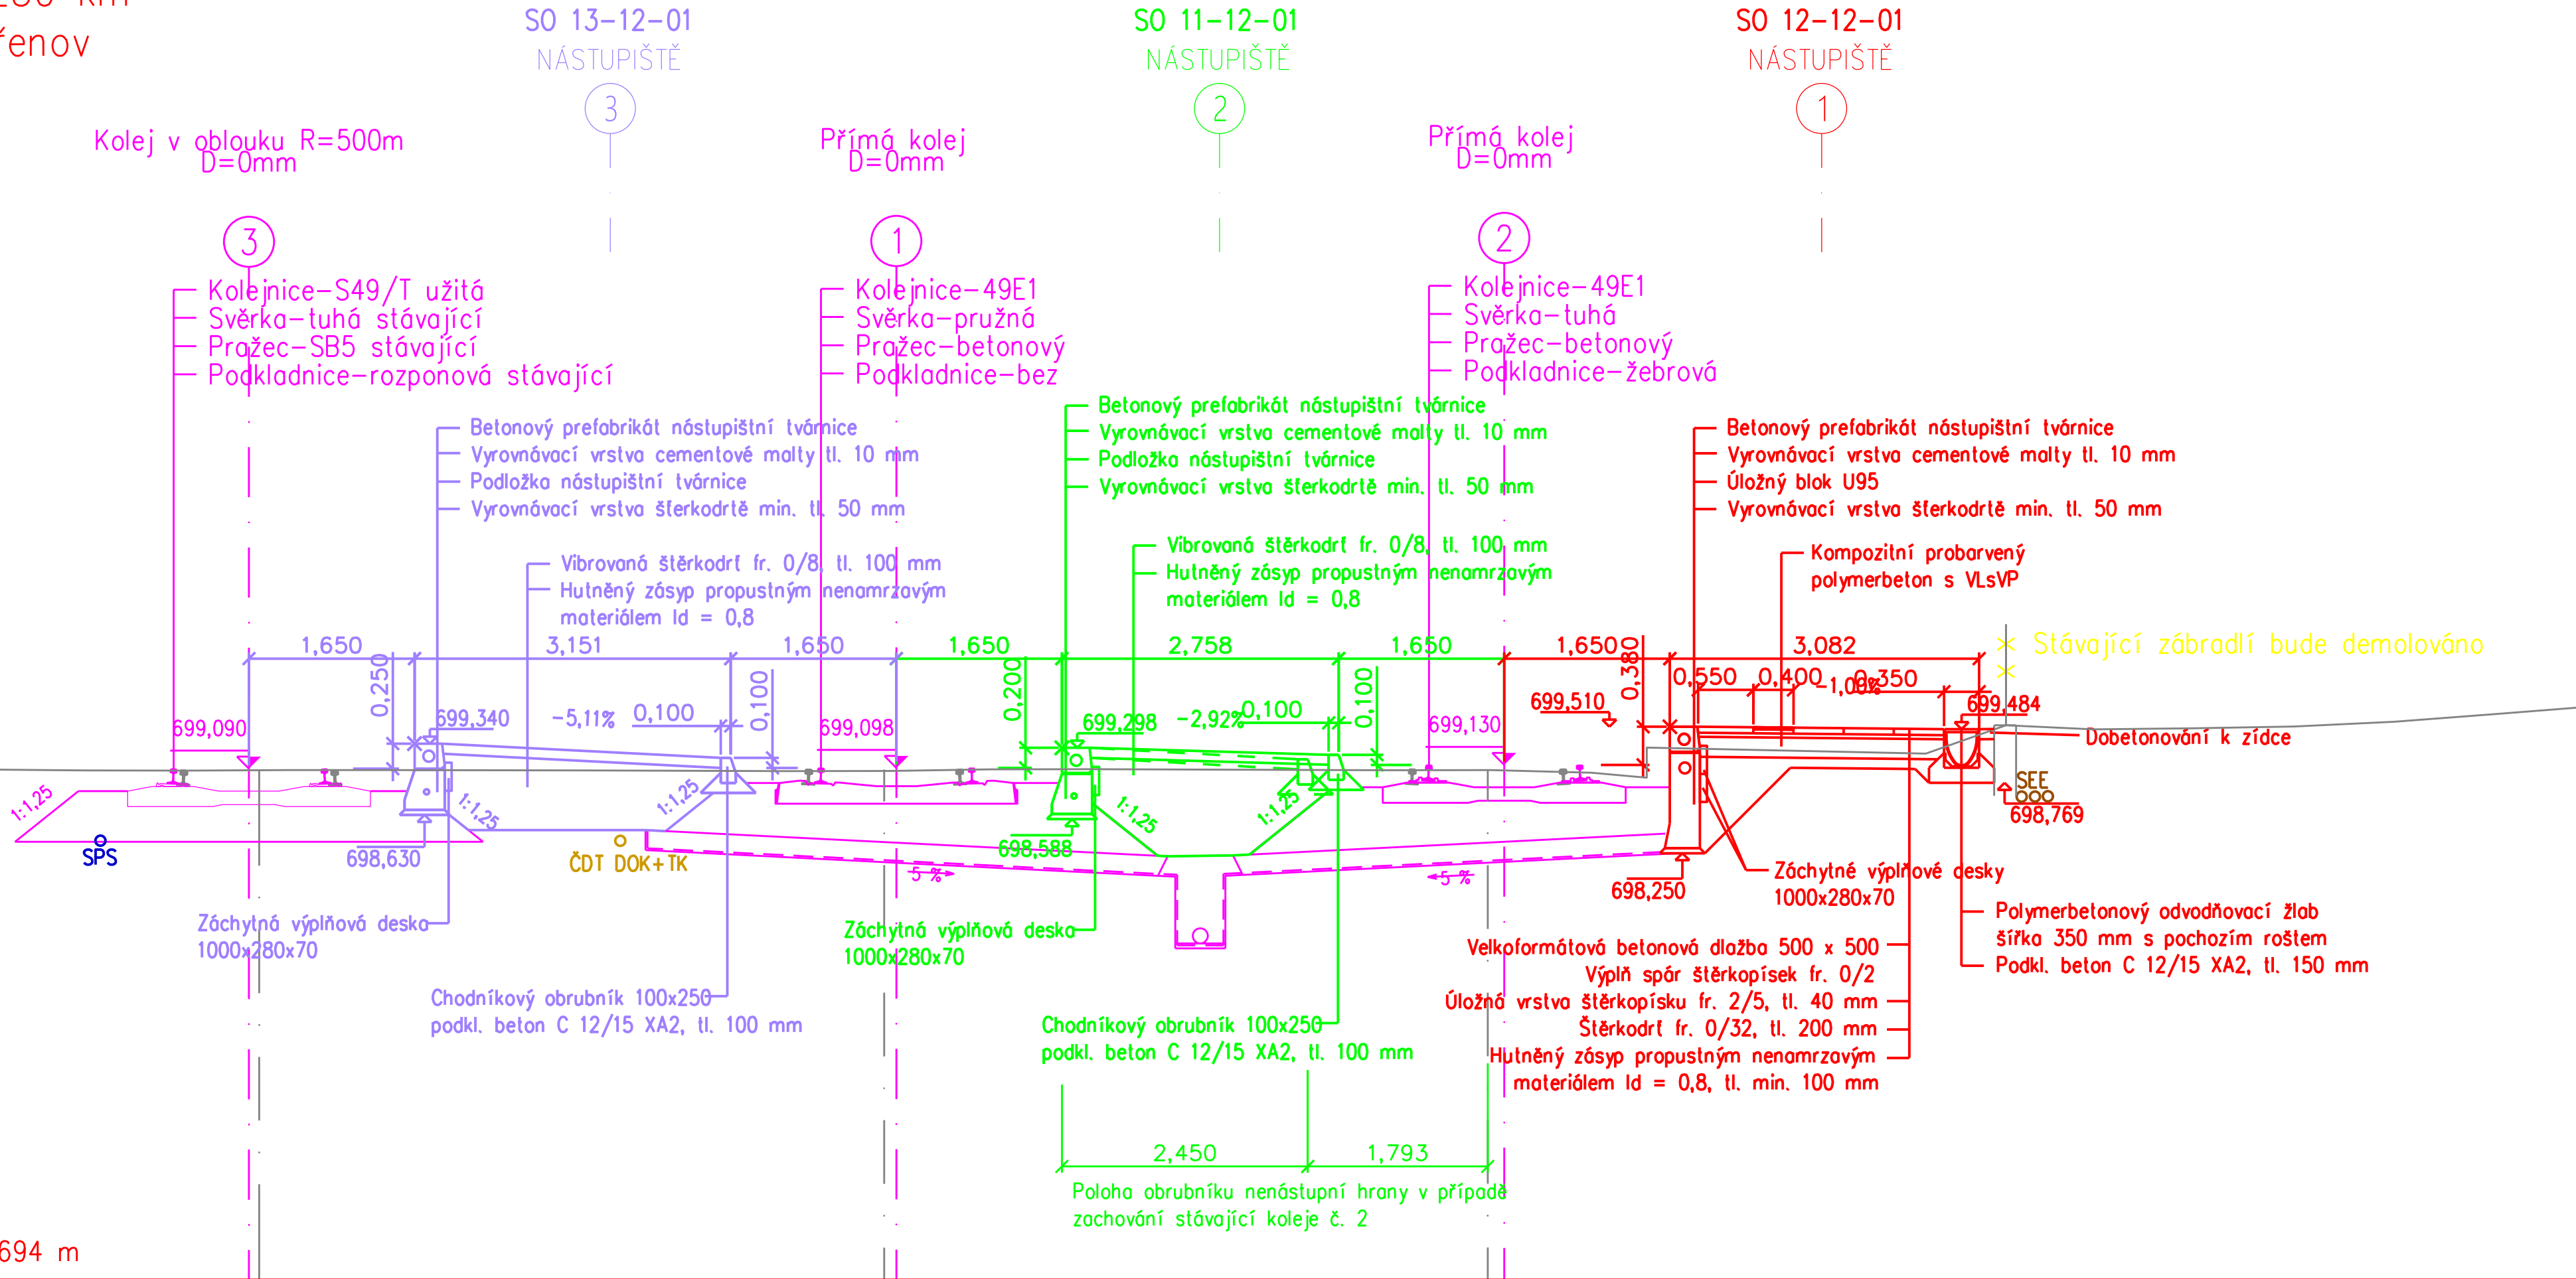 řenov
SO 13-12-01
NÁSTUPIŠTĚ
3
SO 11-12-01
NÁSTUPIŠTĚ
2
SO 12-12-01
NÁSTUPIŠTĚ
1
Kolej v oblouku R=500m
D=0mm
Přímá kolej
D=0mm
Přímá kolej
D=0mm
3
1
2
Kolejnice-S49/T užitá
Svěrka-tuhá stávající
Pražec-SB5 stávající
Podkladnice-rozponová stávající
Kolejnice-49E1
Svěrka-pružná
Pražec-betonový
Podkladnice-bez
Kolejnice-49E1
Svěrka-tuhá
Pražec-betonový
Podkladnice-žebrová
Betonový prefabrikát nástupištní tvárnice
Vyrovnávací vrstva cementové malty tl. 10 mm
Podložka nástupištní tvárnice
Vyrovnávací vrstva šťerkodrtě min. tl. 50 mm
Vibrovaná štěrkodrť fr. 0/8, tl. 100 mm
Hutněný zásyp propustným nenamrzavým
materiálem Id = 0,8
Betonový prefabrikát nástupištní tvárnice
Vyrovnávací vrstva cementové malty tl. 10 mm
Podložka nástupištní tvárnice
Vyrovnávací vrstva šťerkodrtě min. tl. 50 mm
Vibrovaná štěrkodrť fr. 0/8, tl. 100 mm
Hutněný zásyp propustným nenamrzavým
materiálem Id = 0,8
Betonový prefabrikát nástupištní tvárnice
Vyrovnávací vrstva cementové malty tl. 10 mm
Úložný blok U95
Vyrovnávací vrstva šťerkodrtě min. tl. 50 mm
Kompozitní probarvený
polymerbeton s VLsVP
1,650
3,151
1,650
1,650
2,758
1,650
1,650
3,082
Stávající zábradlí bude demolováno
0,250
0,100
0,200
0,100
0,380
0,550
0,400
-1,00%
0,350
699,090
699,340
-5,11%
0,100
699,098
699,298
-2,92%
0,100
699,130
699,510
699,484
Dobetonování k zídce
1:1,25
1:1,25
1:1,25
1:1,25
1:1,25
SEE
698,769
SPS
698,630
ČDT DOK+TK
698,588
5 %
5 %
698,250
Záchytné výplňové desky
1000x280x70
Záchytná výplňová deska
1000x280x70
Záchytná výplňová deska
1000x280x70
Polymerbetonový odvodňovací žlab
šířka 350 mm s pochozím roštem
Podkl. beton C 12/15 XA2, tl. 150 mm
Velkoformátová betonová dlažba 500 x 500
Výplň spár štěrkopísek fr. 0/2
Úložná vrstva štěrkopísku fr. 2/5, tl. 40 mm
Štěrkodrť fr. 0/32, tl. 200 mm
Hutněný zásyp propustným nenamrzavým
materiálem Id = 0,8, tl. min. 100 mm
Chodníkový obrubník 100x250
podkl. beton C 12/15 XA2, tl. 100 mm
Chodníkový obrubník 100x250
podkl. beton C 12/15 XA2, tl. 100 mm
2,450
1,793
Poloha obrubníku nenástupní hrany v případě
zachování stávající koleje č. 2
694 m